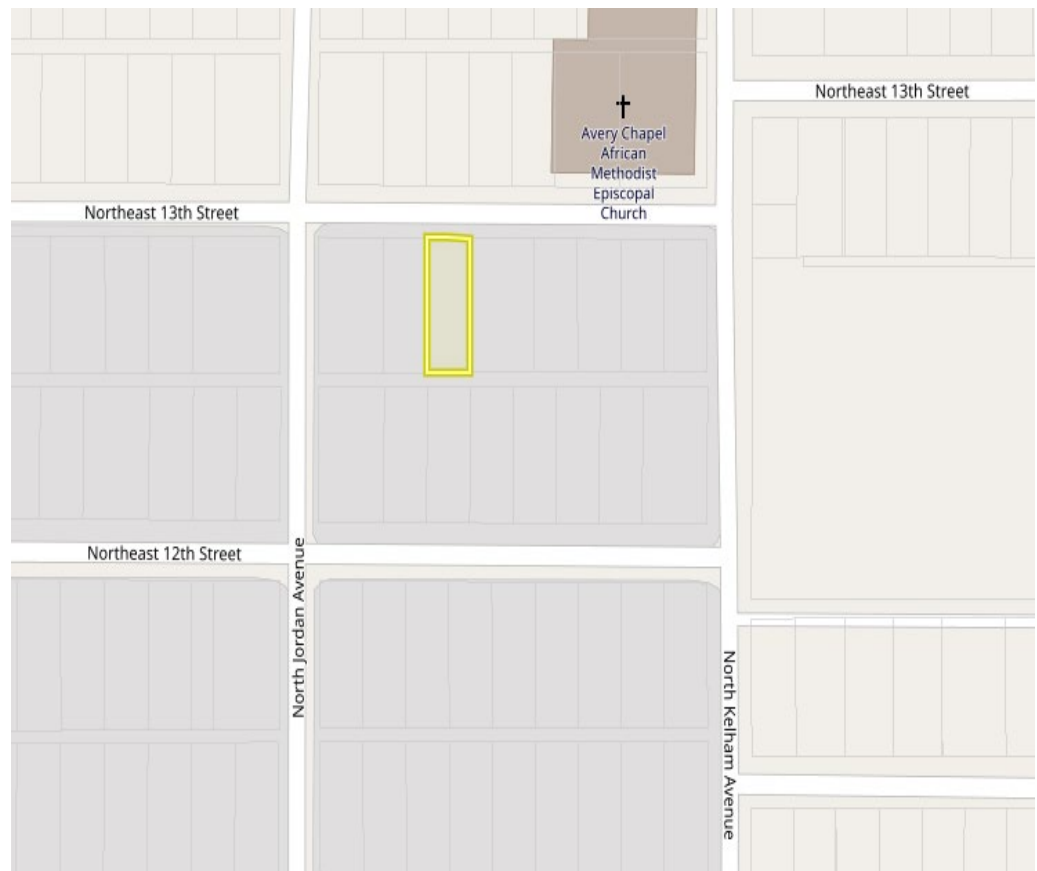 Northeast 13th Street
Avery Chapel
African
Methodist
Episcopal
Church
Northeast 13th Street
Northeast 12th Street
North Jordan Avenue
North Kelham Avenue